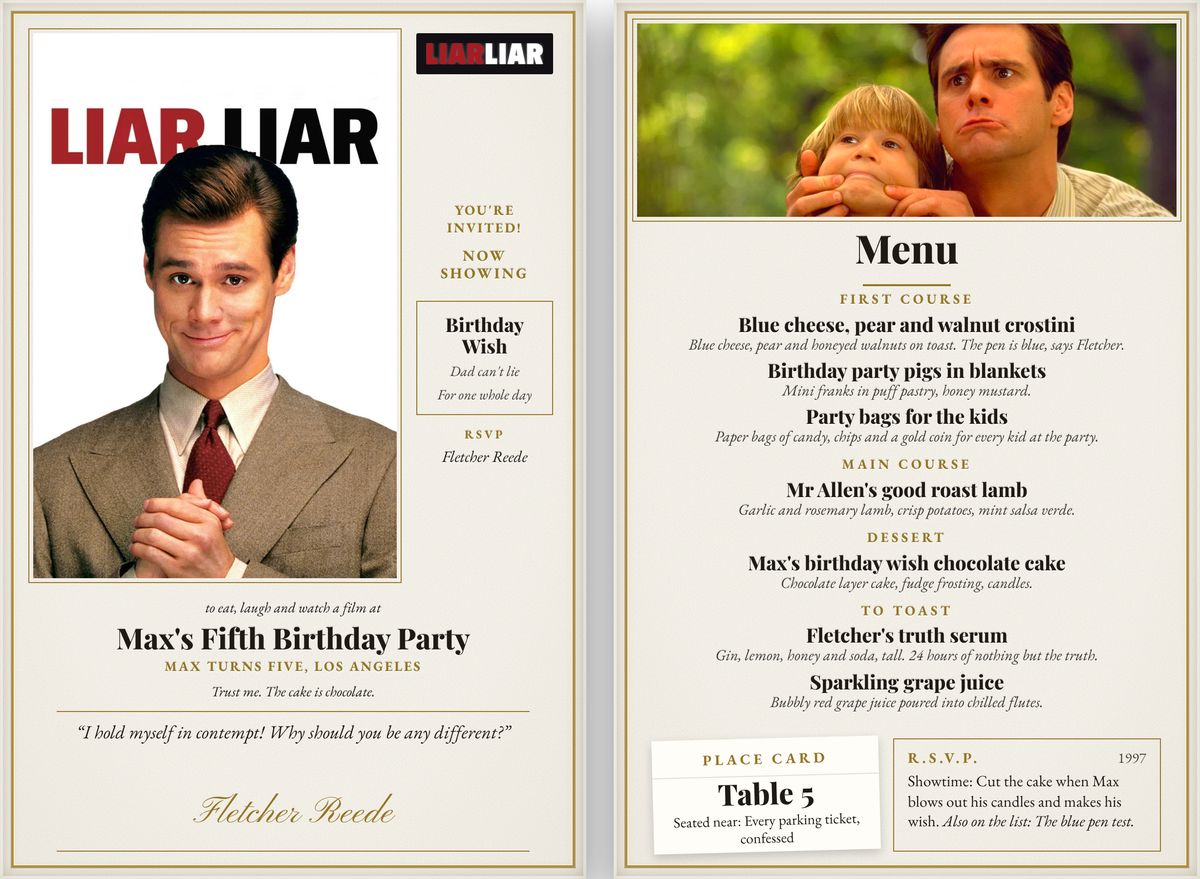 LIAR LIAR
LIARLIAR
YOU'RE
INVITED!
NOW
SHOWING
Birthday
Wish
Dad can't lie
For one whole day
RSVP
Fletcher Reede
to eat, laugh and watch a film at
Max's Fifth Birthday Party
MAX TURNS FIVE, LOS ANGELES
Trust me. The cake is chocolate.
“I hold myself in contempt! Why should you be any different?”
Fletcher Reede
Menu
FIRST COURSE
Blue cheese, pear and walnut crostini
Blue cheese, pear and honeyed walnuts on toast. The pen is blue, says Fletcher.
Birthday party pigs in blankets
Mini franks in puff pastry, honey mustard.
Party bags for the kids
Paper bags of candy, chips and a gold coin for every kid at the party.
MAIN COURSE
Mr Allen's good roast lamb
Garlic and rosemary lamb, crisp potatoes, mint salsa verde.
DESSERT
Max's birthday wish chocolate cake
Chocolate layer cake, fudge frosting, candles.
TO TOAST
Fletcher's truth serum
Gin, lemon, honey and soda, tall. 24 hours of nothing but the truth.
Sparkling grape juice
Bubbly red grape juice poured into chilled flutes.
PLACE CARD
Table 5
Seated near: Every parking ticket,
confessed
R.S.V.P. 1997
Showtime: Cut the cake when Max
blows out his candles and makes his
wish. Also on the list: The blue pen test.